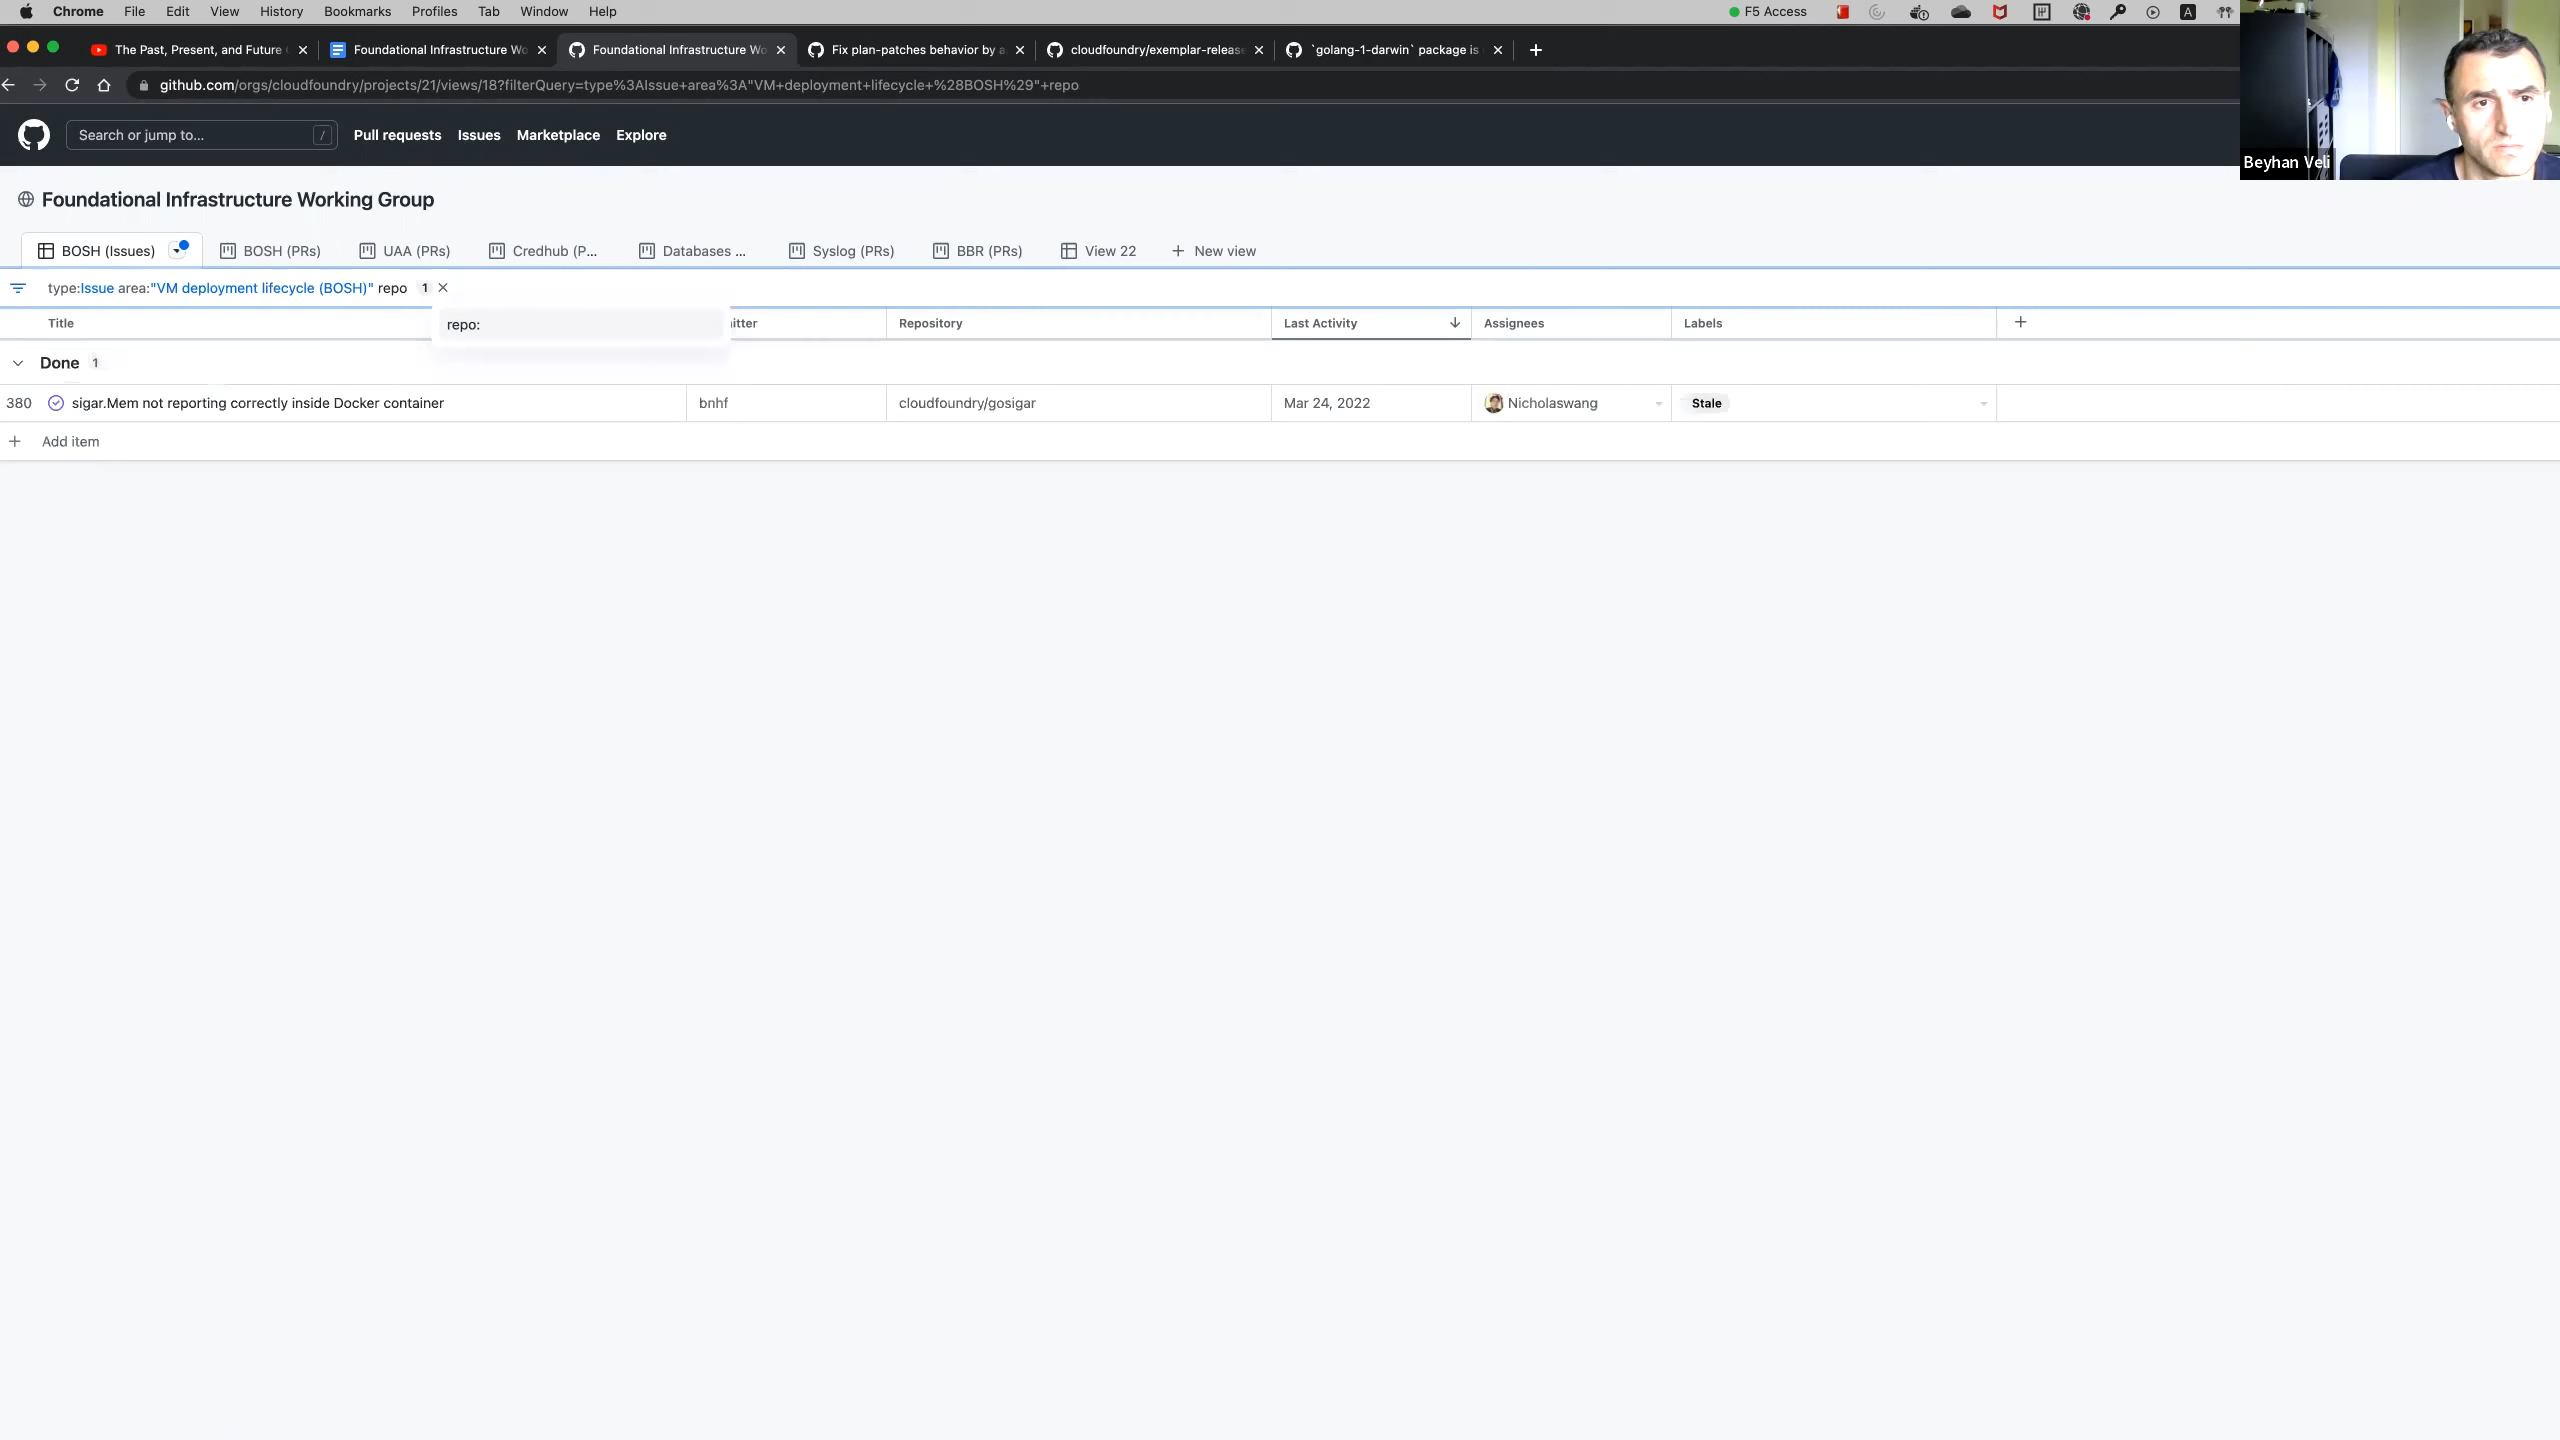 Chrome File Edit View History Bookmarks Profiles Tab Window Help F5 Access A
The Past, Present, and Future Foundational Infrastructure Wo Foundational Infrastructure Wo Fix plan-patches behavior by a cloudfoundry/exemplar-release `golang-1-darwin` package is
github.com/orgs/cloudfoundry/projects/21/views/18?filterQuery=type%3AIssue+area%3A"VM+deployment+lifecycle+%28BOSH%29"+repo
Search or jump to... / Pull requests Issues Marketplace Explore
Beyhan Veli
Foundational Infrastructure Working Group
BOSH (Issues) BOSH (PRs) UAA (PRs) Credhub (P... Databases ... Syslog (PRs) BBR (PRs) View 22 New view
type:Issue area:"VM deployment lifecycle (BOSH)" repo 1
Title itter Repository Last Activity Assignees Labels
repo:
Done 1
380 sigar.Mem not reporting correctly inside Docker container bnhf cloudfoundry/gosigar Mar 24, 2022 Nicholaswang Stale
Add item